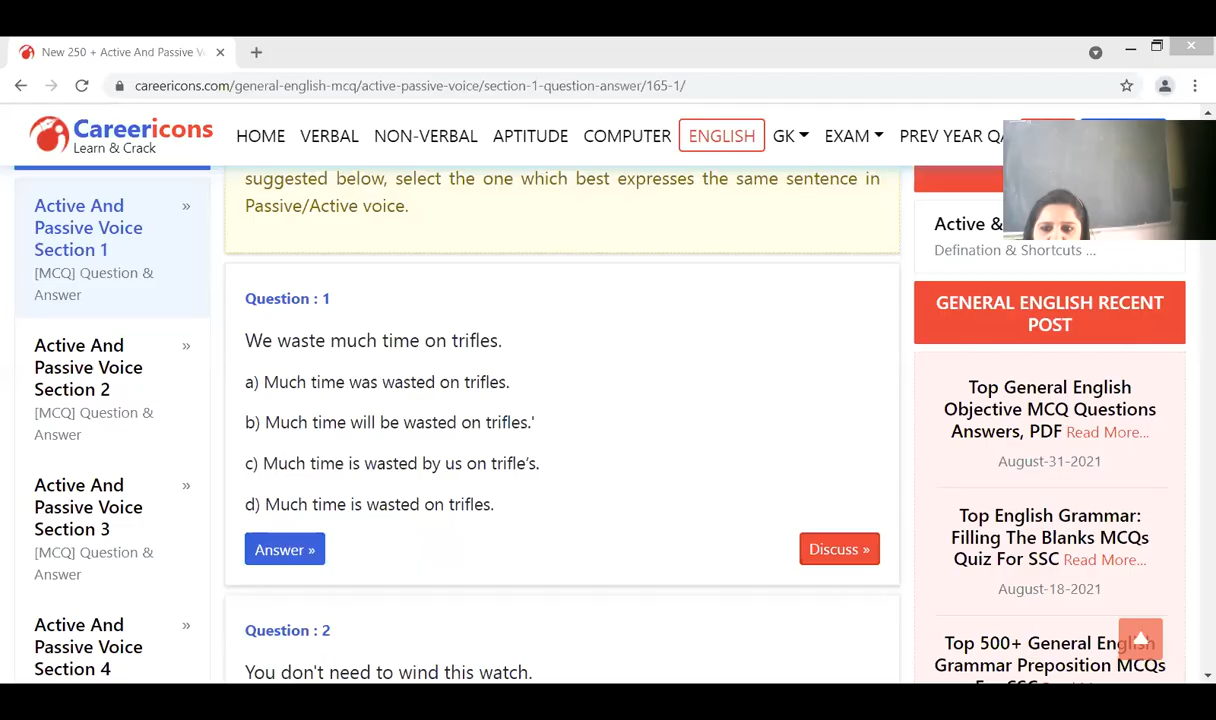 New 250 + Active And Passive V
careericons.com/general-english-mcq/active-passive-voice/section-1-question-answer/165-1/
Careericons
Learn & Crack
HOME VERBAL NON-VERBAL APTITUDE COMPUTER ENGLISH GK EXAM PREV YEAR QA
Active And
Passive Voice
Section 1
[MCQ] Question &
Answer
»
Active And
Passive Voice
Section 2
[MCQ] Question &
Answer
»
Active And
Passive Voice
Section 3
[MCQ] Question &
Answer
»
Active And
Passive Voice
Section 4
»
suggested below, select the one which best expresses the same sentence in
Passive/Active voice.
Question : 1
We waste much time on trifles.
a) Much time was wasted on trifles.
b) Much time will be wasted on trifles.'
c) Much time is wasted by us on trifle’s.
d) Much time is wasted on trifles.
Answer »
Discuss »
Question : 2
You don't need to wind this watch.
Active &
Defination & Shortcuts ...
GENERAL ENGLISH RECENT
POST
Top General English
Objective MCQ Questions
Answers, PDF Read More...
August-31-2021
Top English Grammar:
Filling The Blanks MCQs
Quiz For SSC Read More...
August-18-2021
Top 500+ General English
Grammar Preposition MCQs